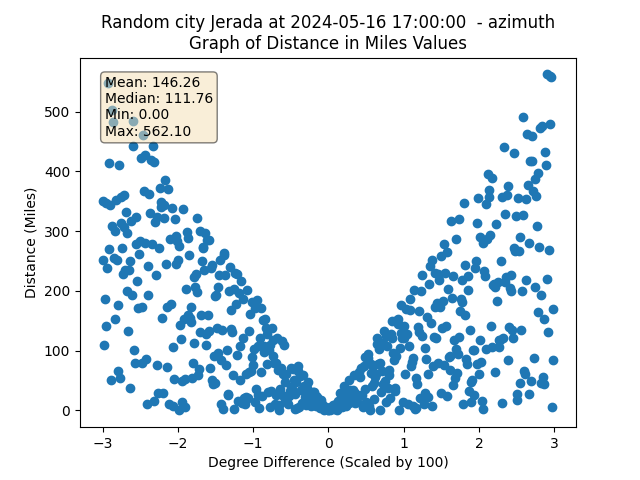 Random city Jerada at 2024-05-16 17:00:00  - azimuth
Graph of Distance in Miles Values
Mean: 146.26
Median: 111.76
Min: 0.00
Max: 562.10
Distance (Miles)
500
400
300
200
100
0
−3 −2 −1 0 1 2 3
Degree Difference (Scaled by 100)